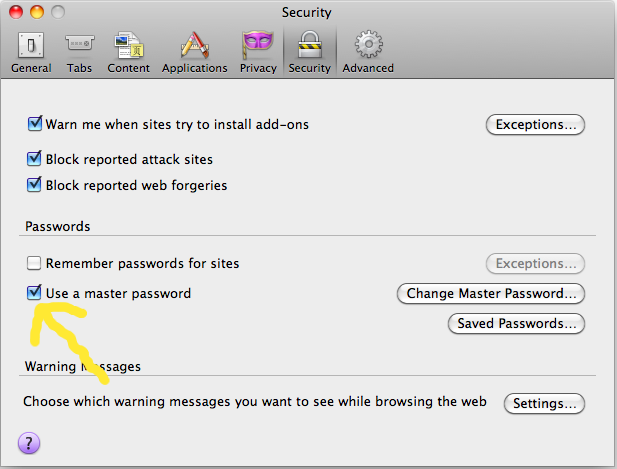 Security
General Tabs Content Applications Privacy Security Advanced
Warn me when sites try to install add-ons Exceptions...
Block reported attack sites
Block reported web forgeries
Passwords
Remember passwords for sites Exceptions...
Use a master password Change Master Password...
Saved Passwords...
Warning Messages
Choose which warning messages you want to see while browsing the web Settings...
?